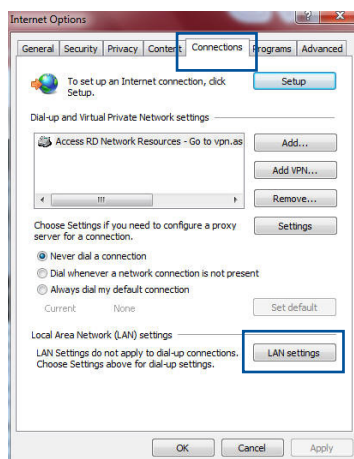 Internet Options
General Security Privacy Content Connections Programs Advanced
To set up an Internet connection, click Setup.
Setup
Dial-up and Virtual Private Network settings
Access RD Network Resources - Go to vpn.as
Add...
Add VPN...
Remove...
Choose Settings if you need to configure a proxy
server for a connection.
Settings
Never dial a connection
Dial whenever a network connection is not present
Always dial my default connection
Current None
Set default
Local Area Network (LAN) settings
LAN Settings do not apply to dial-up connections.
Choose Settings above for dial-up settings.
LAN settings
OK Cancel Apply